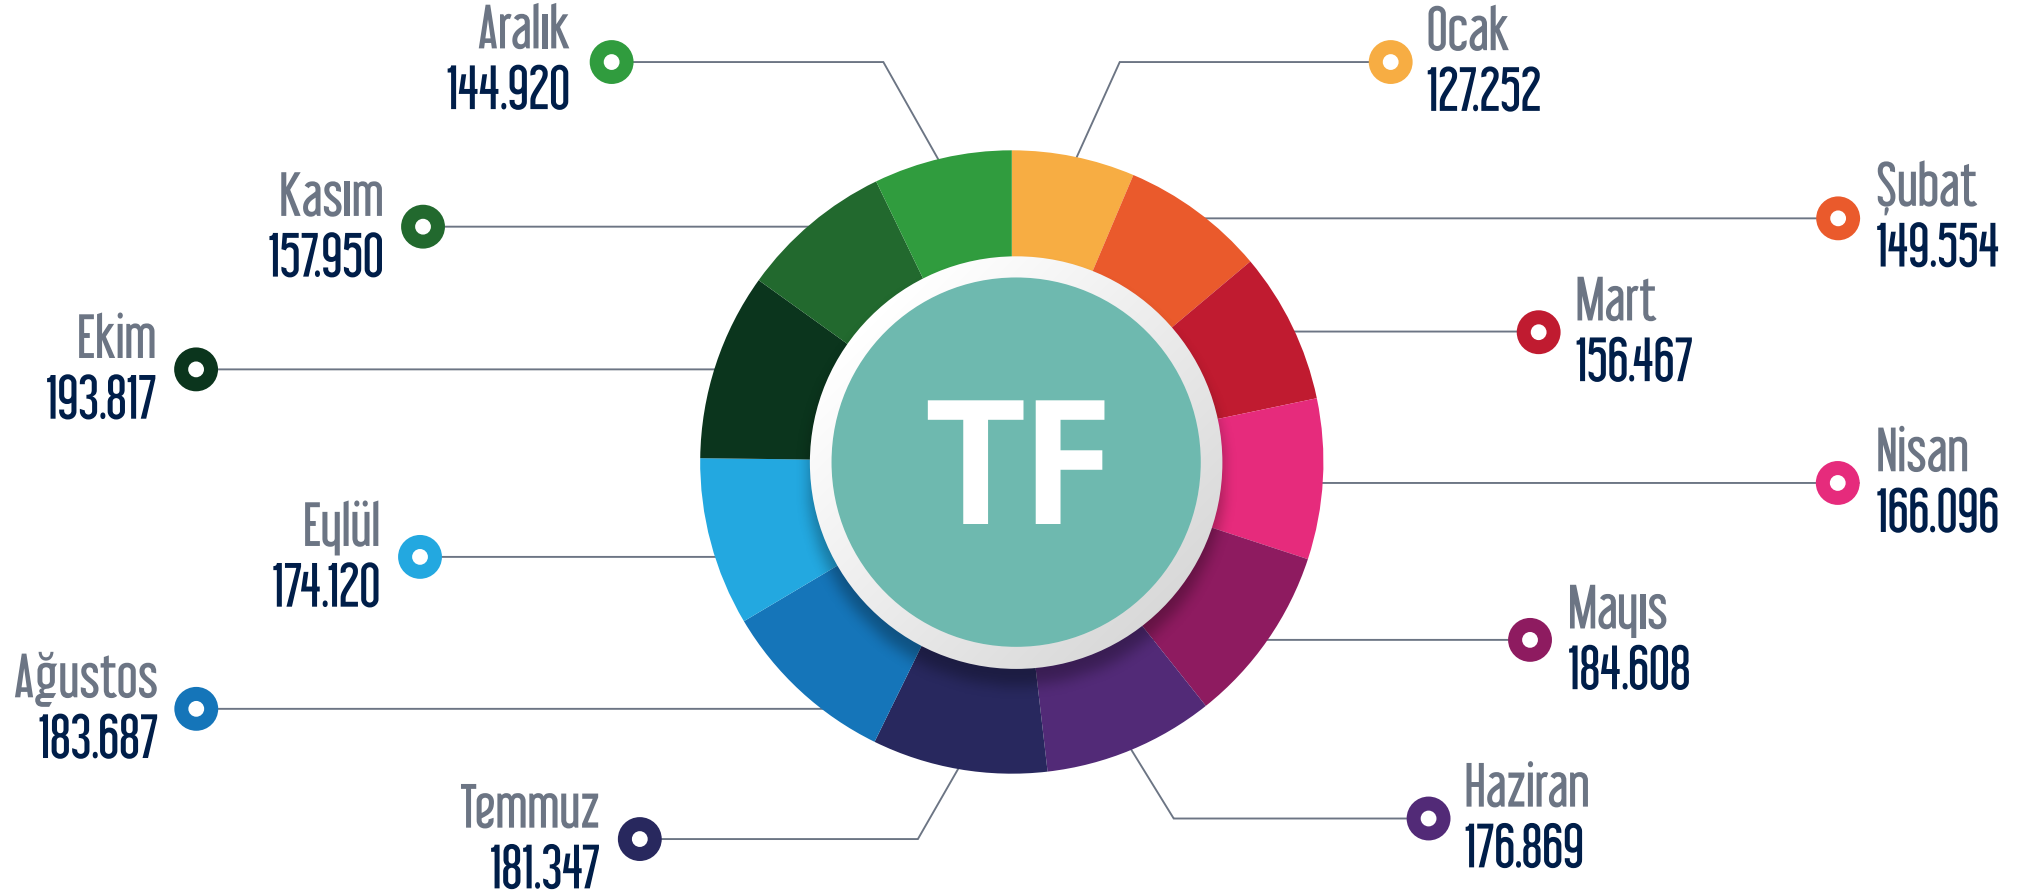 Ocak
127.252
Şubat
149.554
Mart
156.467
Nisan
166.096
Mayıs
184.608
Haziran
176.869
Temmuz
181.347
Ağustos
183.687
Eylül
174.120
Ekim
193.817
Kasım
157.950
Aralık
144.920
TF